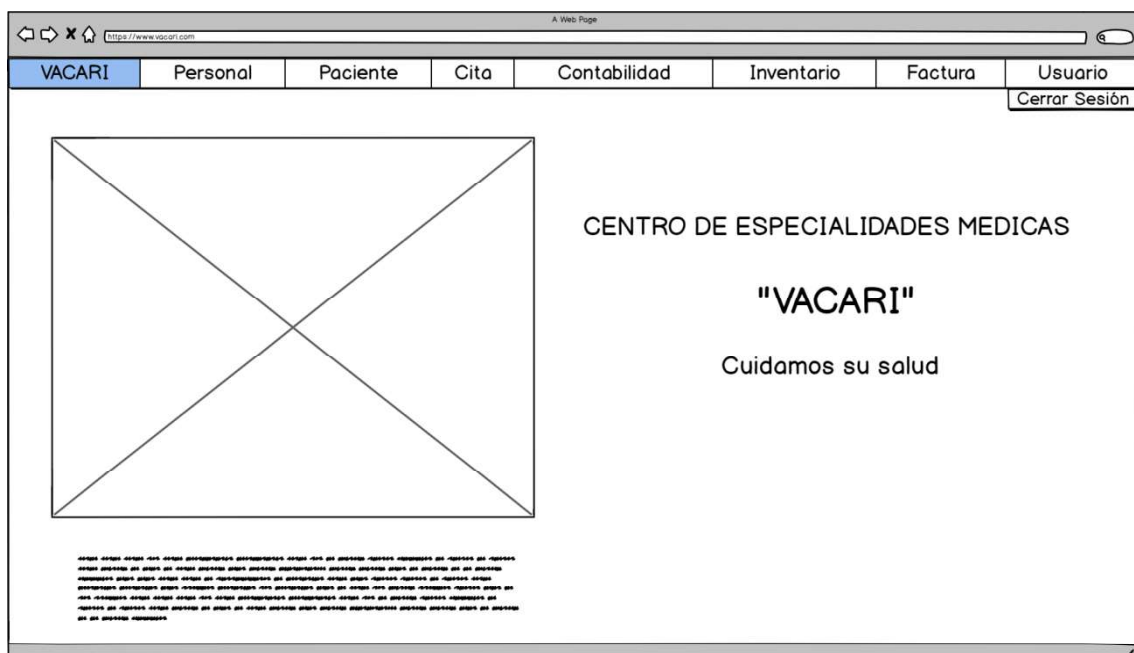 A Web Page
https://www.vacari.com
VACARI Personal Paciente Cita Contabilidad Inventario Factura Usuario
Cerrar Sesión
CENTRO DE ESPECIALIDADES MEDICAS
"VACARI"
Cuidamos su salud